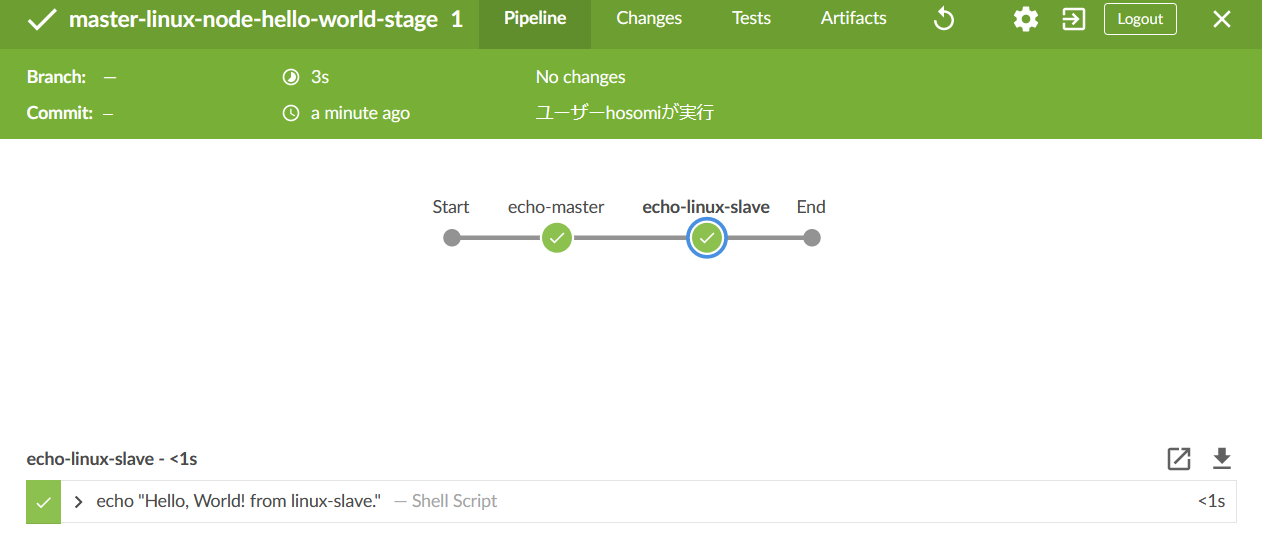 master-linux-node-hello-world-stage 1 Pipeline Changes Tests Artifacts Logout
Branch: — 3s No changes
Commit: — a minute ago ユーザーhosomiが実行
Start echo-master echo-linux-slave End
echo-linux-slave - <1s
echo "Hello, World! from linux-slave." — Shell Script <1s